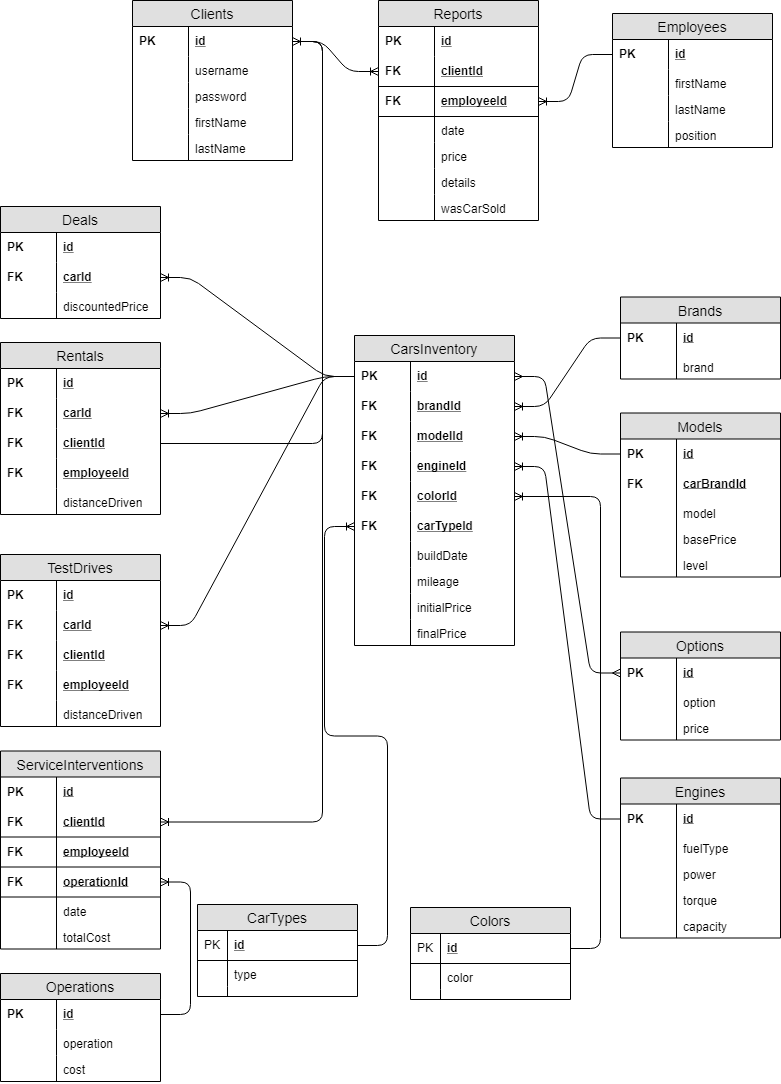 Clients
PK id
username
password
firstName
lastName
Reports
PK id
FK clientId
FK employeeId
date
price
details
wasCarSold
Employees
PK id
firstName
lastName
position
Deals
PK id
FK carId
discountedPrice
Rentals
PK id
FK carId
FK clientId
FK employeeId
distanceDriven
CarsInventory
PK id
FK brandId
FK modelId
FK engineId
FK colorId
FK carTypeId
buildDate
mileage
initialPrice
finalPrice
Brands
PK id
brand
Models
PK id
FK carBrandId
model
basePrice
level
TestDrives
PK id
FK carId
FK clientId
FK employeeId
distanceDriven
Options
PK id
option
price
ServiceInterventions
PK id
FK clientId
FK employeeId
FK operationId
date
totalCost
Engines
PK id
fuelType
power
torque
capacity
CarTypes
PK id
type
Colors
PK id
color
Operations
PK id
operation
cost